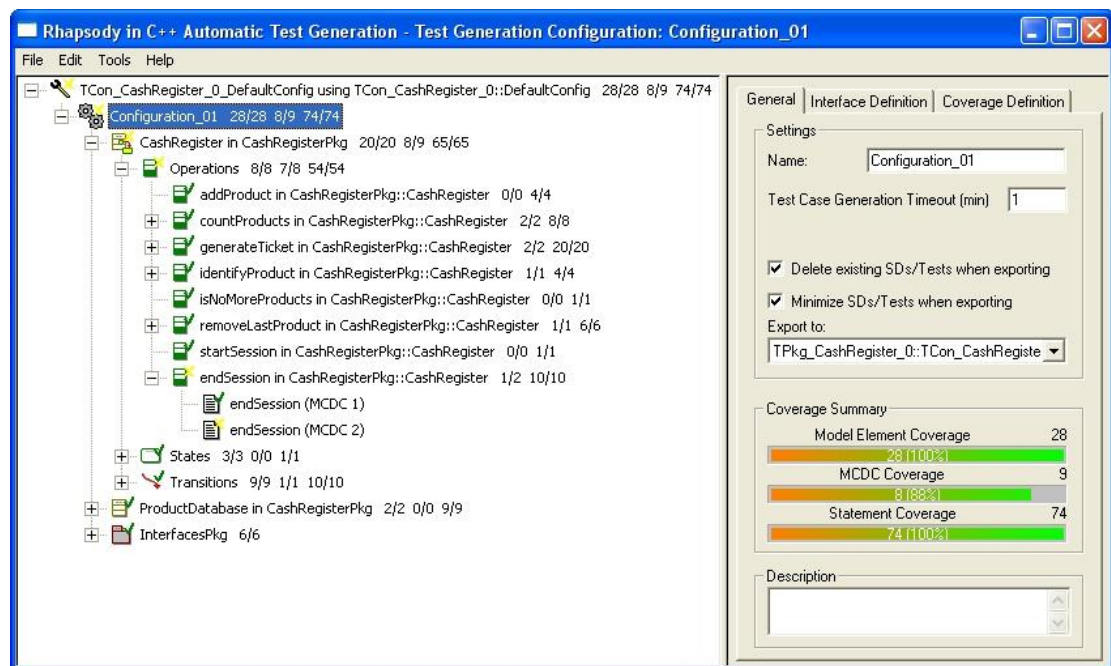 Rhapsody in C++ Automatic Test Generation - Test Generation Configuration: Configuration_01
File Edit Tools Help
TCon_CashRegister_0_DefaultConfig using TCon_CashRegister_0::DefaultConfig 28/28 8/9 74/74
Configuration_01 28/28 8/9 74/74
CashRegister in CashRegisterPkg 20/20 8/9 65/65
Operations 8/8 7/8 54/54
addProduct in CashRegisterPkg::CashRegister 0/0 4/4
countProducts in CashRegisterPkg::CashRegister 2/2 8/8
generateTicket in CashRegisterPkg::CashRegister 2/2 20/20
identifyProduct in CashRegisterPkg::CashRegister 1/1 4/4
isNoMoreProducts in CashRegisterPkg::CashRegister 0/0 1/1
removeLastProduct in CashRegisterPkg::CashRegister 1/1 6/6
startSession in CashRegisterPkg::CashRegister 0/0 1/1
endSession in CashRegisterPkg::CashRegister 1/2 10/10
endSession (MCDC 1)
endSession (MCDC 2)
States 3/3 0/0 1/1
Transitions 9/9 1/1 10/10
ProductDatabase in CashRegisterPkg 2/2 0/0 9/9
InterfacesPkg 6/6
General Interface Definition Coverage Definition
Settings
Name: Configuration_01
Test Case Generation Timeout (min) 1
Delete existing SDs/Tests when exporting
Minimize SDs/Tests when exporting
Export to:
TPkg_CashRegister_0::TCon_CashRegiste
Coverage Summary
Model Element Coverage 28
28 (100%)
MCDC Coverage 9
8 (88%)
Statement Coverage 74
74 (100%)
Description